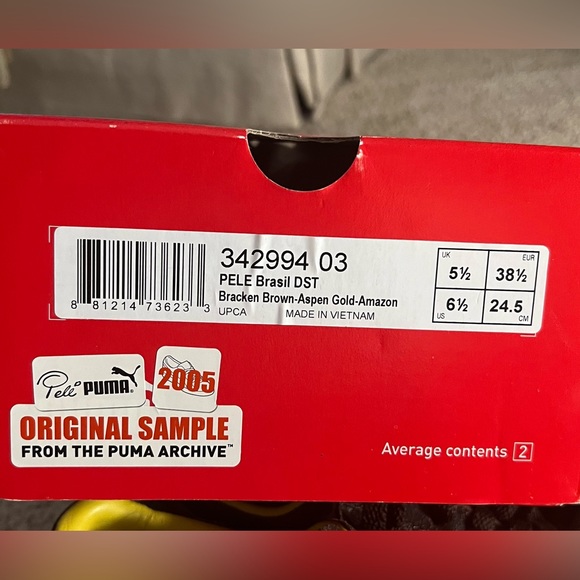 342994 03
PELE Brasil DST
Bracken Brown-Aspen Gold-Amazon
UPCA MADE IN VIETNAM
8 81214 73623 3
UK EUR
5½ 38½
6½ 24.5
US CM
Pelé PUMA 2005
ORIGINAL SAMPLE
FROM THE PUMA ARCHIVE™
Average contents 2